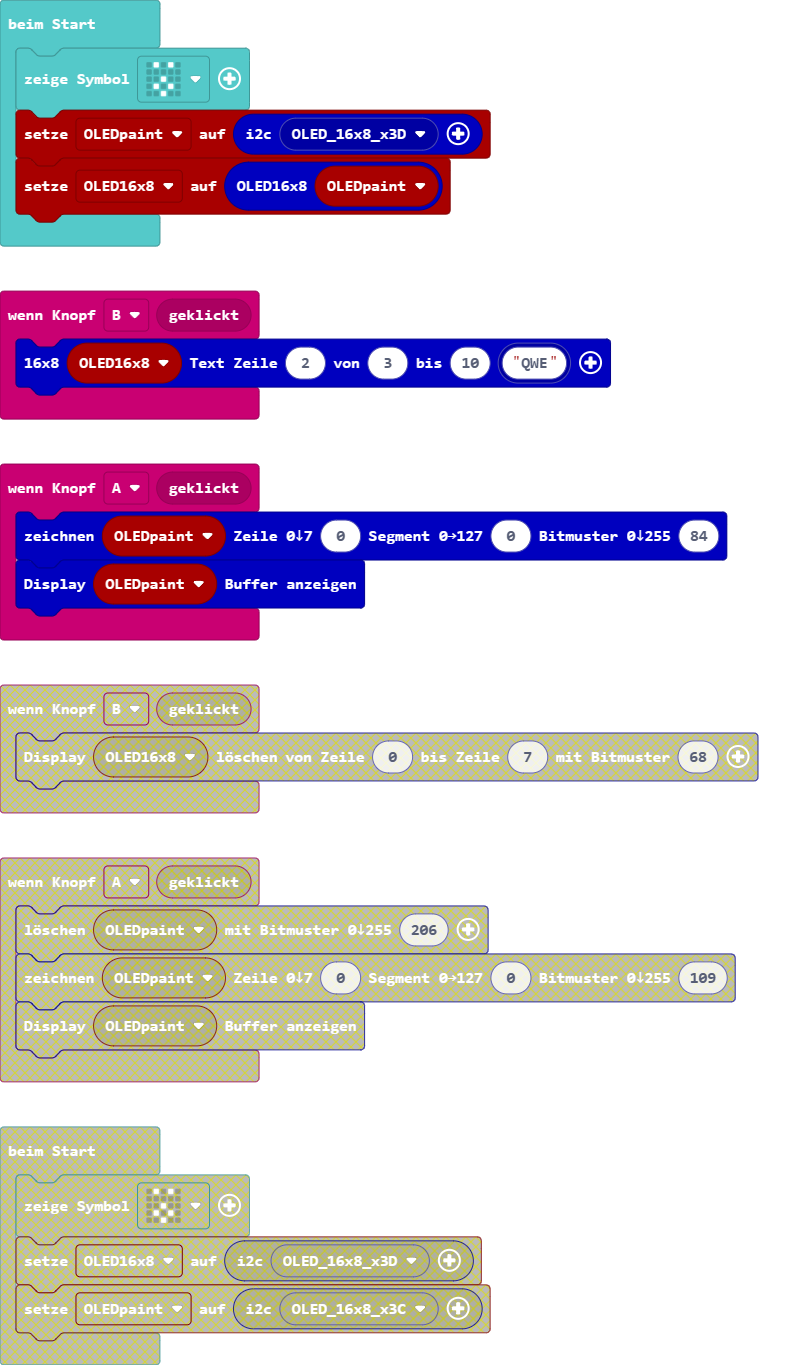 beim Start
zeige Symbol
setze OLEDpaint auf i2c OLED_16x8_x3D
setze OLED16x8 auf OLED16x8 OLEDpaint
wenn Knopf B geklickt
16x8 OLED16x8 Text Zeile 2 von 3 bis 10 "QWE"
wenn Knopf A geklickt
zeichnen OLEDpaint Zeile 0↓7 0 Segment 0→127 0 Bitmuster 0↓255 84
Display OLEDpaint Buffer anzeigen
wenn Knopf B geklickt
Display OLED16x8 löschen von Zeile 0 bis Zeile 7 mit Bitmuster 68
wenn Knopf A geklickt
löschen OLEDpaint mit Bitmuster 0↓255 206
zeichnen OLEDpaint Zeile 0↓7 0 Segment 0→127 0 Bitmuster 0↓255 109
Display OLEDpaint Buffer anzeigen
beim Start
zeige Symbol
setze OLED16x8 auf i2c OLED_16x8_x3D
setze OLEDpaint auf i2c OLED_16x8_x3C